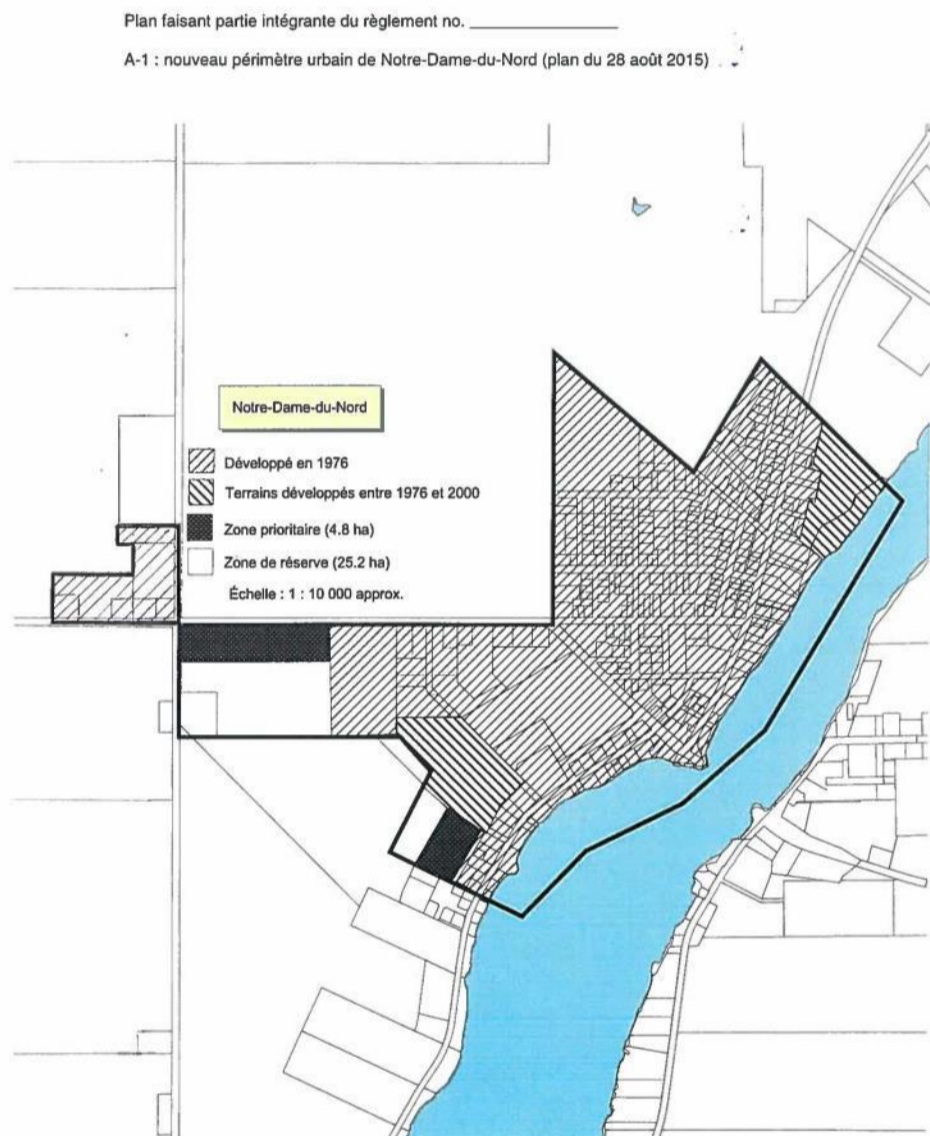 Plan faisant partie intégrante du règlement no. ____________
A-1 : nouveau périmètre urbain de Notre-Dame-du-Nord (plan du 28 août 2015)
Notre-Dame-du-Nord
Développé en 1976
Terrains développés entre 1976 et 2000
Zone prioritaire (4.8 ha)
Zone de réserve (25.2 ha)
Échelle : 1 : 10 000 approx.